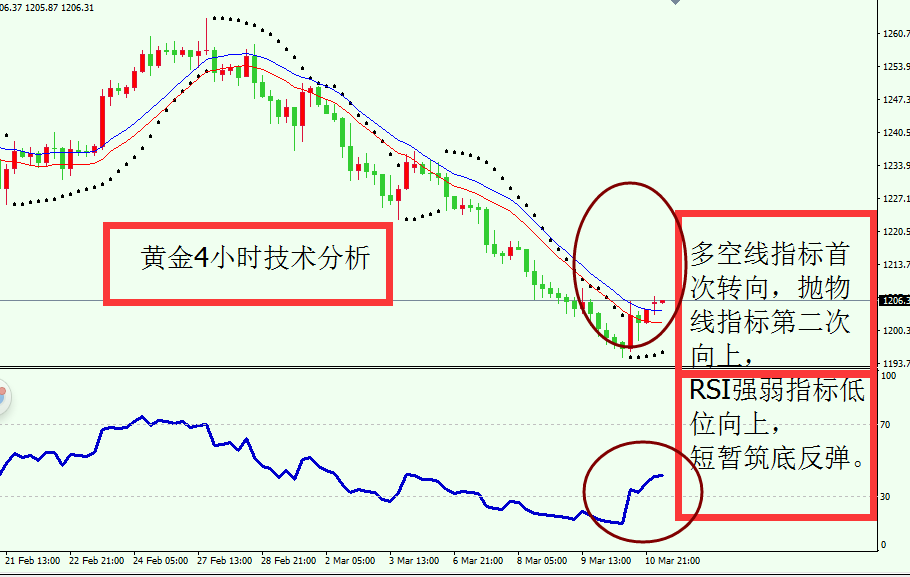 06.37 1205.87 1206.31
1260.7
1253.9
1247.3
1240.5
1233.9
1227.1
1220.5
1213.7
1206.3
1200.3
1193.7
黄金4小时技术分析
多空线指标首
次转向，抛物
线指标第二次
向上，
RSI强弱指标低
位向上，
短暂筑底反弹。
100
70
30
0
21 Feb 13:00 22 Feb 21:00 24 Feb 05:00 27 Feb 13:00 28 Feb 21:00 2 Mar 05:00 3 Mar 13:00 6 Mar 21:00 8 Mar 05:00 9 Mar 13:00 10 Mar 21:00